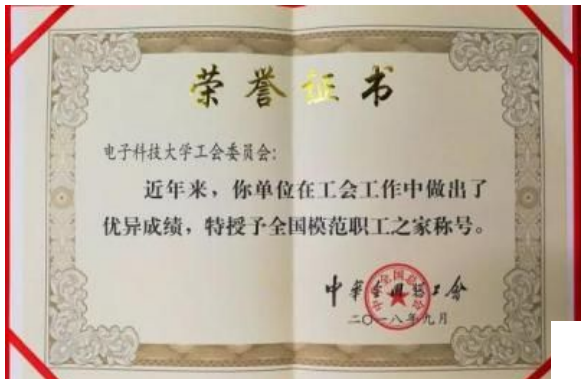 荣誉证书
电子科技大学工会委员会：
近年来，你单位在工会工作中做出了
优异成绩，特授予全国模范职工之家称号。
中华全国总工会
二〇一八年九月